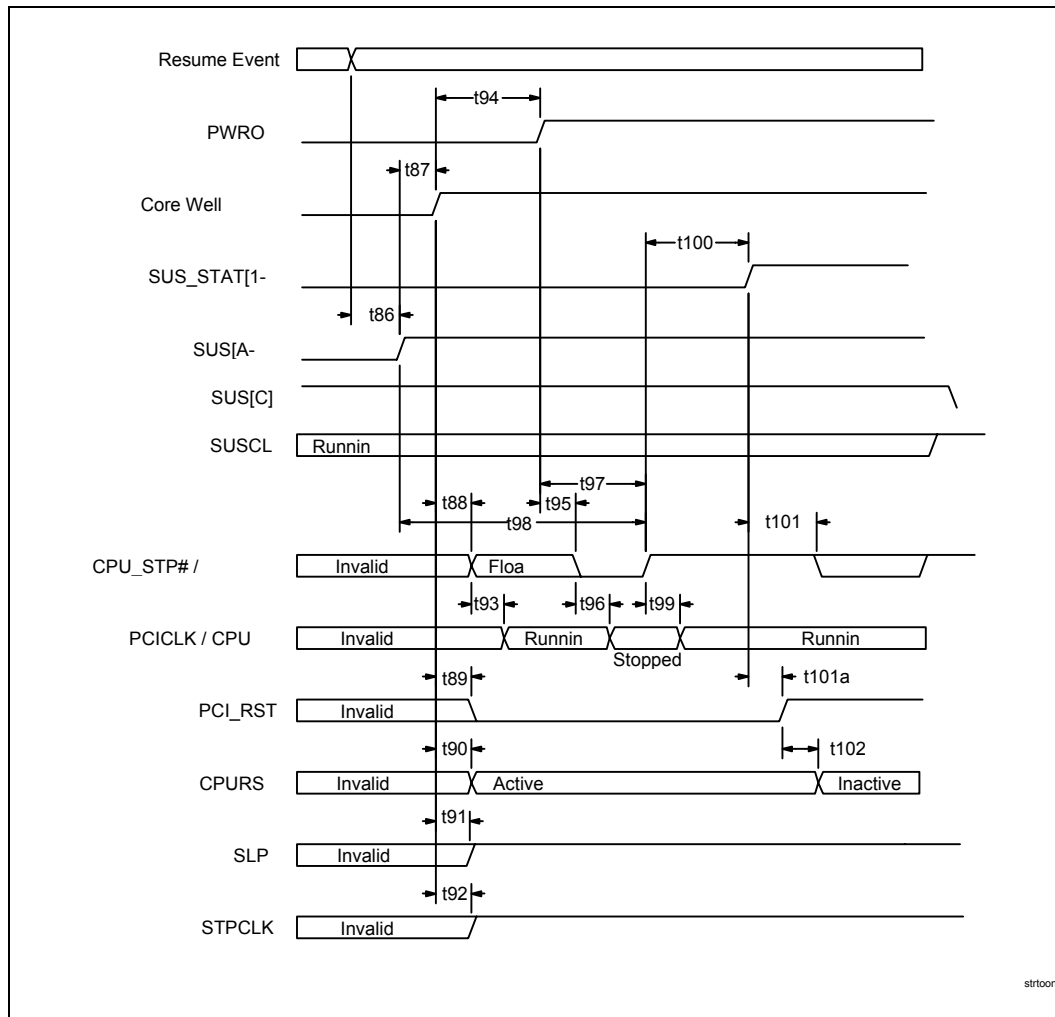 Resume Event
t94
PWRO
t87
Core Well
t100
SUS_STAT[1-
t86
SUS[A-
SUS[C]
SUSCL Runnin
t97
t88 t95
t98 t101
CPU_STP# / Invalid Floa
t93 t96 t99
PCICLK / CPU Invalid Runnin Runnin
Stopped
t89 t101a
PCI_RST Invalid
t90 t102
CPURS Invalid Active Inactive
t91
SLP Invalid
t92
STPCLK Invalid
strtoon